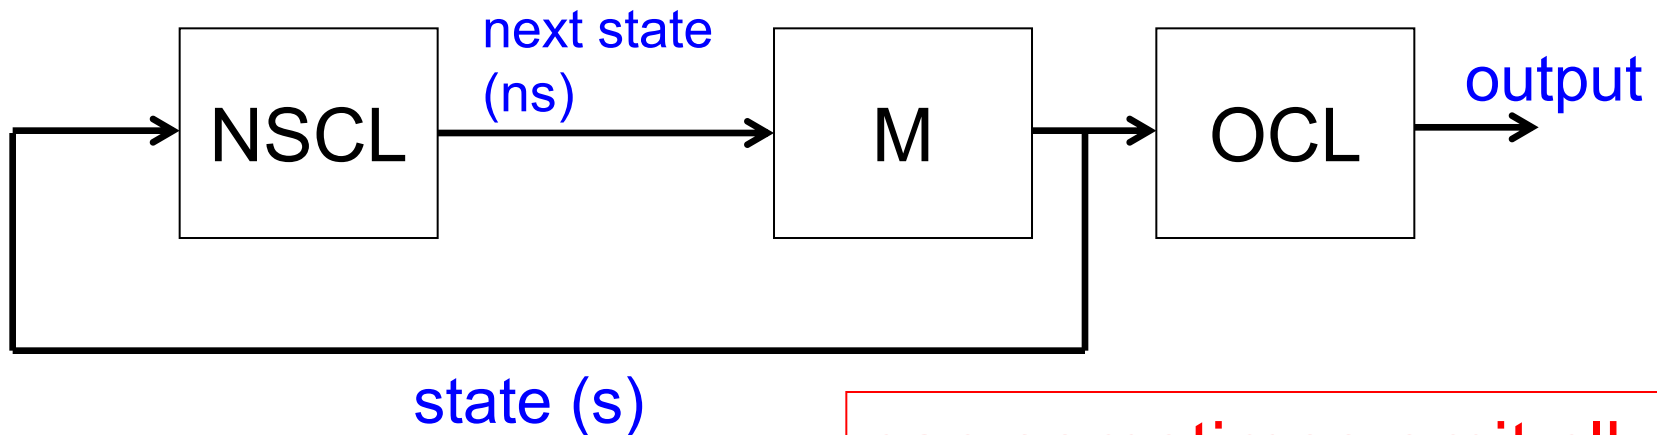 next state
(ns)
NSCL
M
OCL
output
state (s)